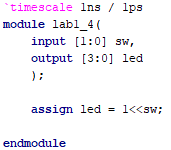 `timescale 1ns / 1ps
module lab1_4(
input [1:0] sw,
output [3:0] led
);
assign led = 1<<sw;
endmodule